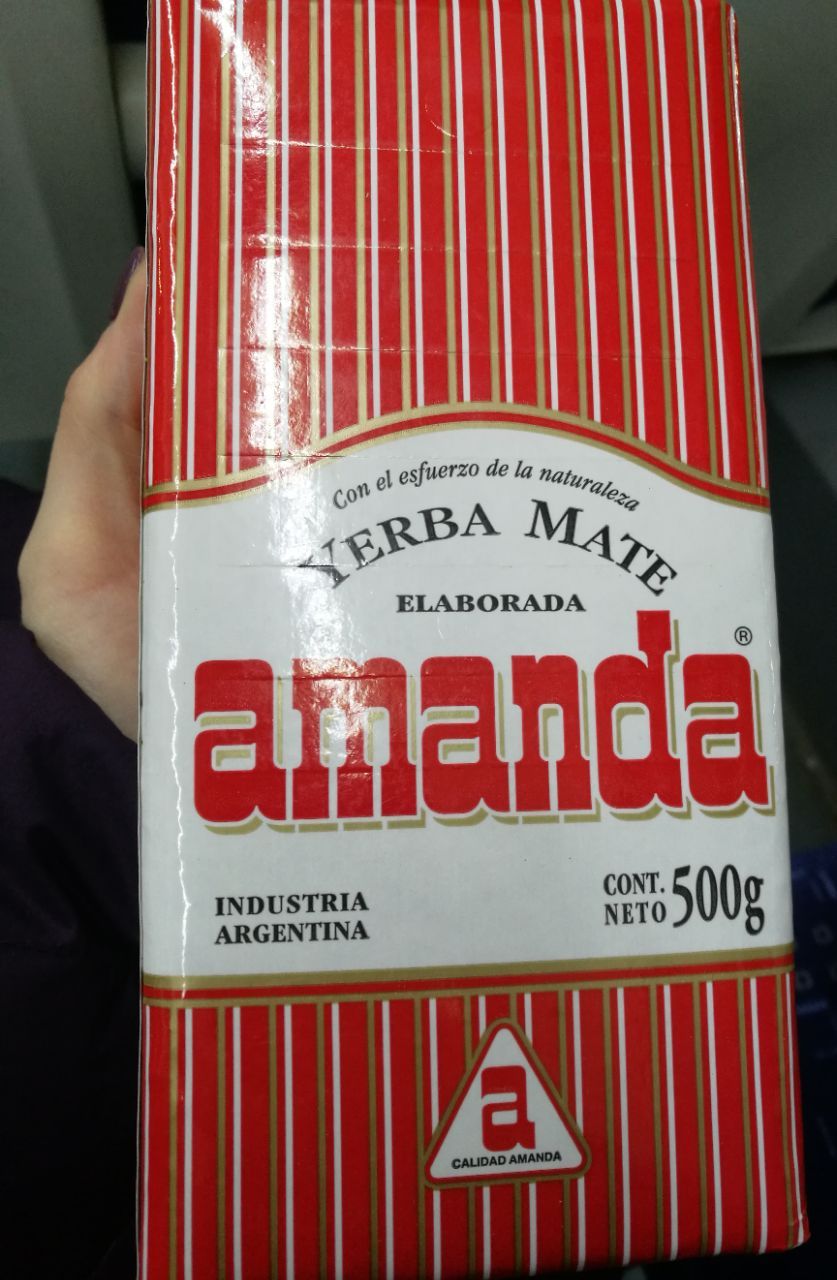 Con el esfuerzo de la naturaleza
YERBA MATE
ELABORADA
amanda®
INDUSTRIA
ARGENTINA
CONT.
NETO 500g
a
CALIDAD AMANDA